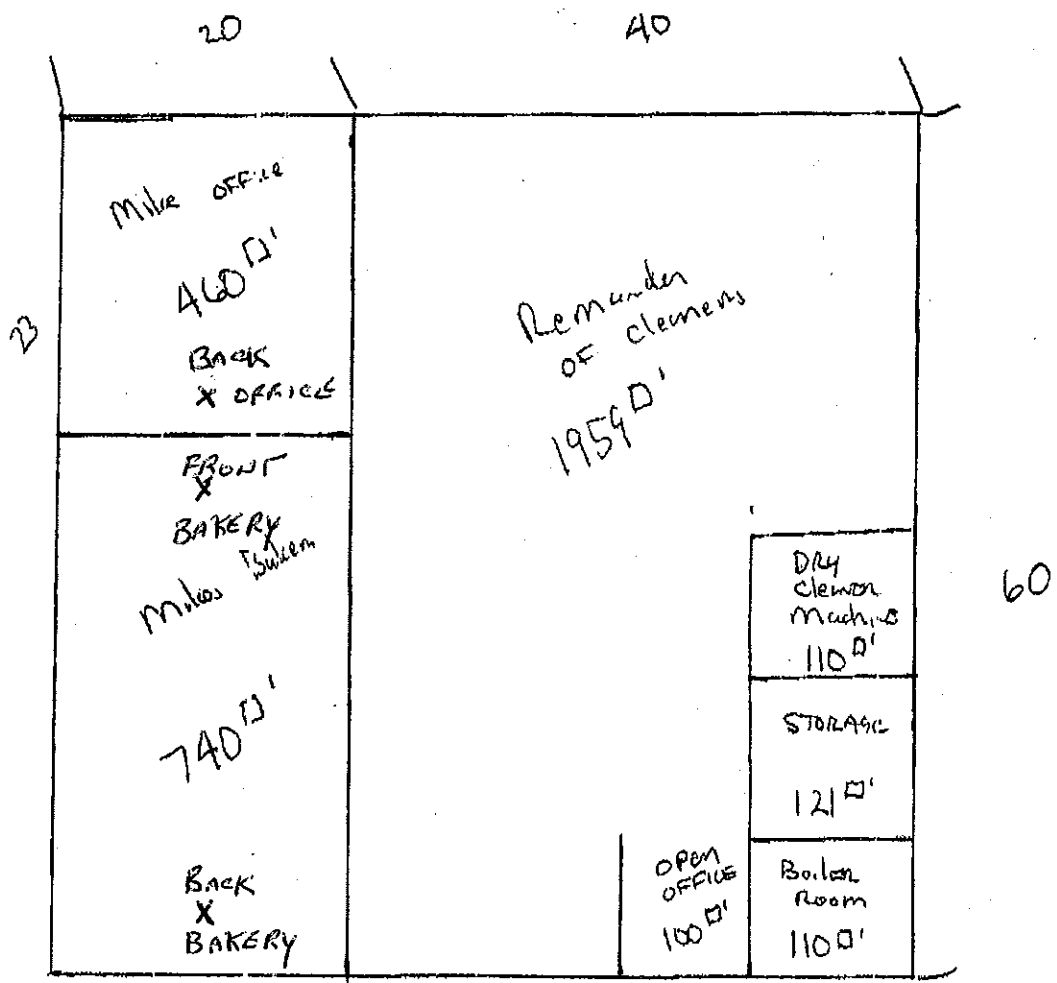 20
40
Mike OFFice
460 □'
23
BACK
X OFFICE
Remainder
OF cleaners
1959 □'
FRONT
X
BAKERY
Mikes
740 □'
DRy
cleaner
Machine
110 □'
60
STORAGE
121 □'
OPEN
OFFICE
100 □'
Boiler
Room
110 □'
BACK
X
BAKERY